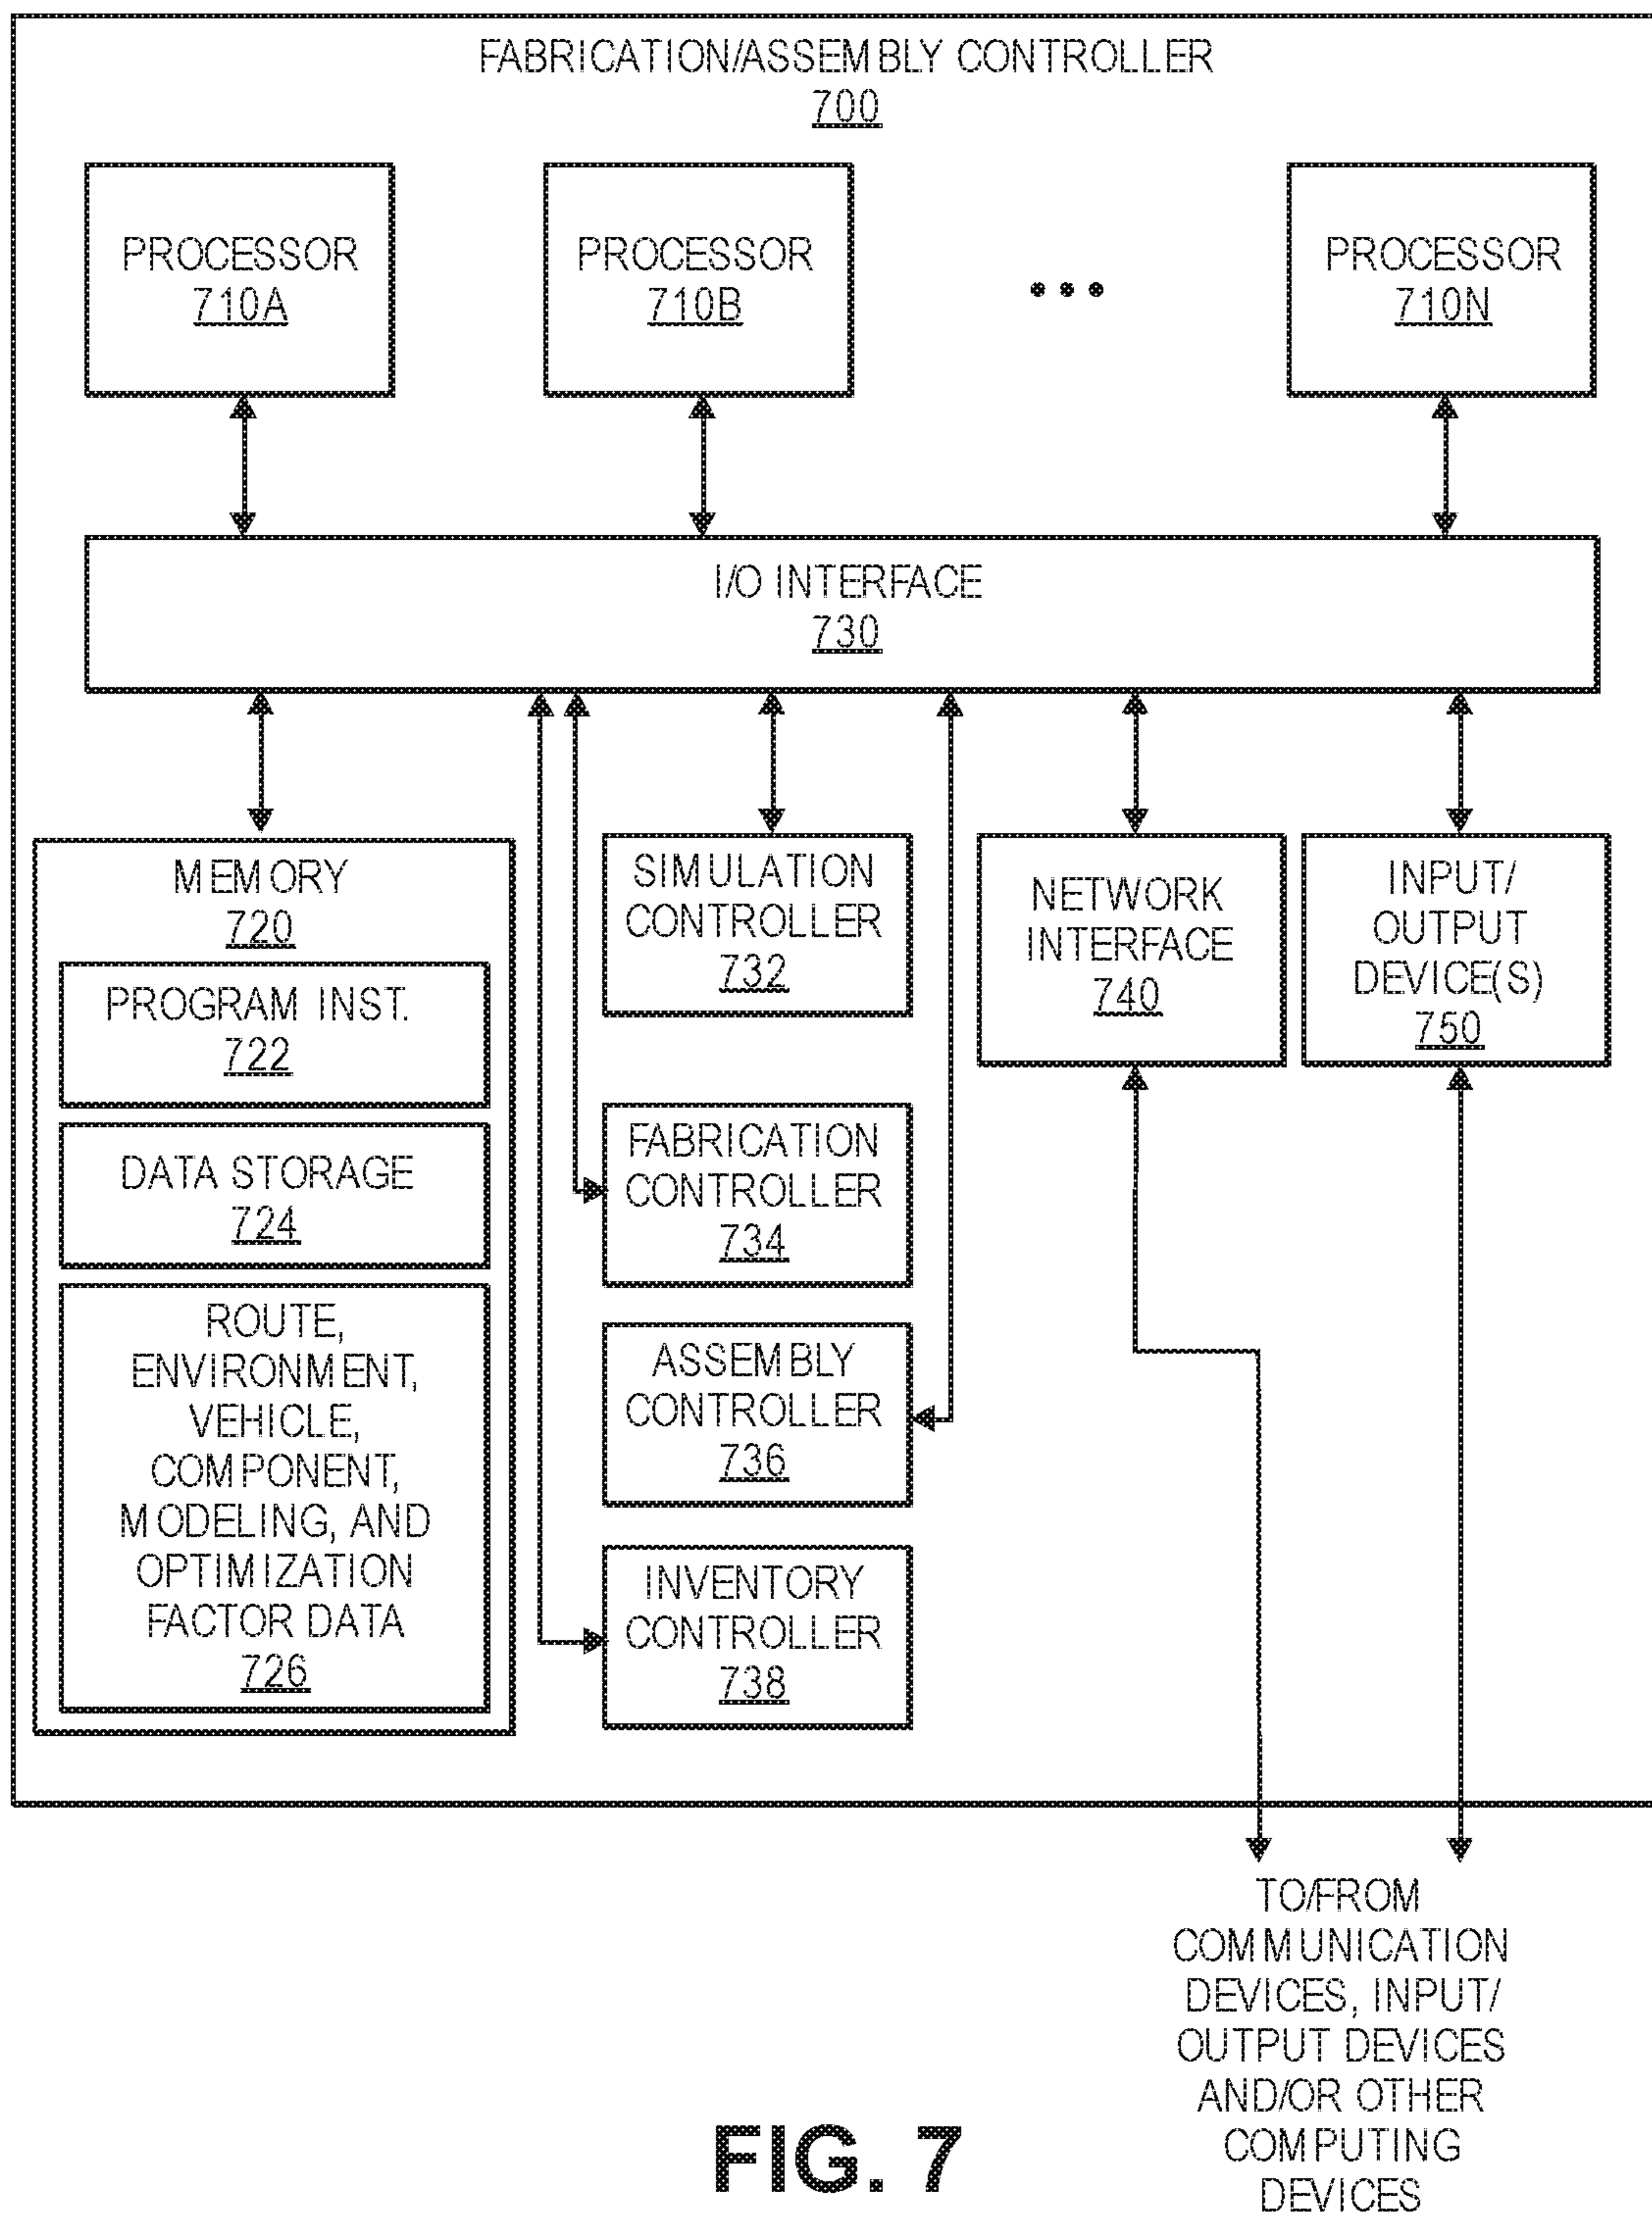 FABRICATION/ASSEMBLY CONTROLLER
700
PROCESSOR
710A
PROCESSOR
710B
...
PROCESSOR
710N
I/O INTERFACE
730
MEMORY
720
PROGRAM INST.
722
DATA STORAGE
724
ROUTE,
ENVIRONMENT,
VEHICLE,
COMPONENT,
MODELING, AND
OPTIMIZATION
FACTOR DATA
726
SIMULATION
CONTROLLER
732
FABRICATION
CONTROLLER
734
ASSEMBLY
CONTROLLER
736
INVENTORY
CONTROLLER
738
NETWORK
INTERFACE
740
INPUT/
OUTPUT
DEVICE(S)
750
TO/FROM
COMMUNICATION
DEVICES, INPUT/
OUTPUT DEVICES
AND/OR OTHER
COMPUTING
DEVICES
FIG. 7